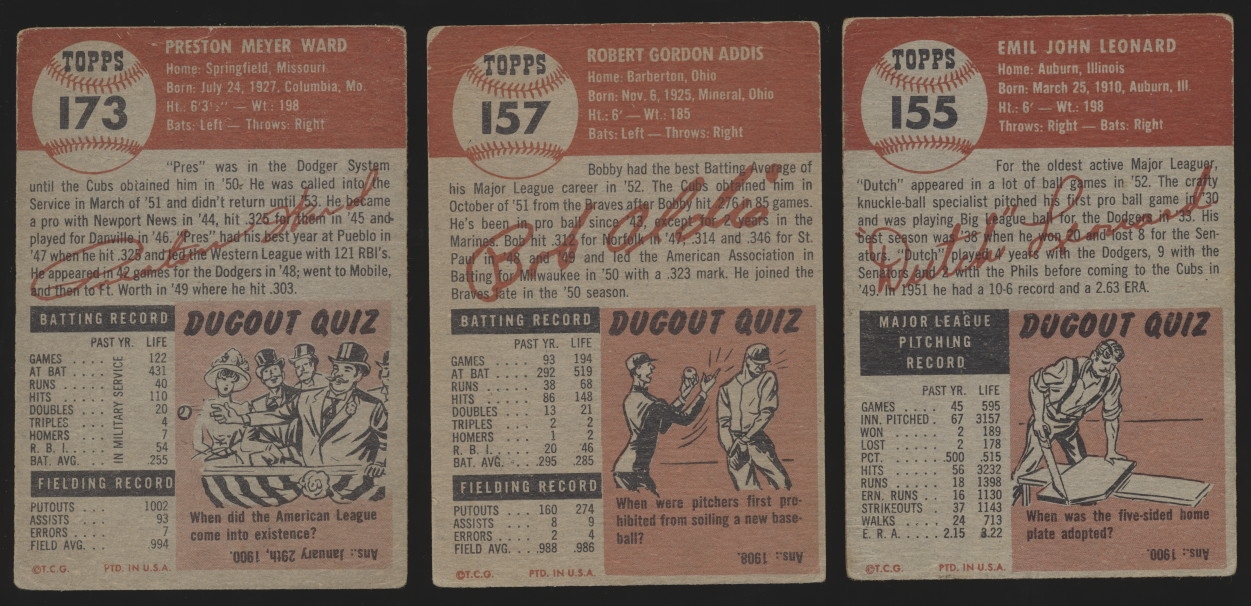 TOPPS
173
PRESTON MEYER WARD
Home: Springfield, Missouri
Born: July 24, 1927, Columbia, Mo.
Ht.: 6'3½" — Wt.: 198
Bats: Left — Throws: Right
"Pres" was in the Dodger System
until the Cubs obtained him in '50. He was called into the
Service in March of '51 and didn't return until '53. He became
a pro with Newport News in '44, hit .325 for them in '45 and
played for Danville in '46. "Pres" had his best year at Pueblo in
'47 when he hit .325 and led the Western League with 121 RBI's.
He appeared in 42 games for the Dodgers in '48; went to Mobile,
and then to Ft. Worth in '49 where he hit .303.
BATTING RECORD
PAST YR. LIFE
IN MILITARY SERVICE
GAMES .... 122
AT BAT .... 431
RUNS .... 40
HITS .... 110
DOUBLES .. 20
TRIPLES ... 4
HOMERS ... 7
R. B. I. .... 54
BAT. AVG. ... .255
FIELDING RECORD
PUTOUTS ..... 1002
ASSISTS ..... 93
ERRORS ..... 7
FIELD AVG. .. .994
DUGOUT QUIZ
When did the American League
come into existence?
Ans.: January 29th, 1900.
©T.C.G. PTD. IN U.S.A.
TOPPS
157
ROBERT GORDON ADDIS
Home: Barberton, Ohio
Born: Nov. 6, 1925, Mineral, Ohio
Ht.: 6' — Wt.: 185
Bats: Left — Throws: Right
Bobby had the best Batting Average of
his Major League career in '52. The Cubs obtained him in
October of '51 from the Braves after Bobby hit .276 in 85 games.
He's been in pro ball since '43, except for 2 years in the
Marines. Bob hit .312 for Norfolk in '47, .314 and .346 for St.
Paul in '48 and '49 and led the American Association in
Batting at Milwaukee in '50 with a .323 mark. He joined the
Braves late in the '50 season.
Bob Addis
BATTING RECORD
PAST YR. LIFE
GAMES .... 93 194
AT BAT .... 292 519
RUNS .... 38 68
HITS .... 86 148
DOUBLES .. 13 21
TRIPLES ... 2 2
HOMERS ... 1 2
R. B. I. .... 20 46
BAT. AVG. ... .295 .285
FIELDING RECORD
PUTOUTS .... 160 274
ASSISTS .... 8 9
ERRORS .... 2 4
FIELD AVG. .. .988 .986
DUGOUT QUIZ
When were pitchers first pro-
hibited from soiling a new base-
ball?
Ans.: 1908.
©T.C.G. PTD. IN U.S.A.
TOPPS
155
EMIL JOHN LEONARD
Home: Auburn, Illinois
Born: March 25, 1910, Auburn, Ill.
Ht.: 6' — Wt.: 198
Throws: Right — Bats: Right
For the oldest active Major Leaguer,
"Dutch" appeared in a lot of ball games in '52. The crafty
knuckle-ball specialist pitched his first pro ball game in '30
and was playing Big League ball for the Dodgers in '33. His
best season was '38 when he won 20 and lost 8 for the Sen-
ators. "Dutch" played 4 years with the Dodgers, 9 with the
Senators and 2 with the Phils before coming to the Cubs in
'49. In 1951 he had a 10-6 record and a 2.63 ERA.
"Dutch" Leonard
MAJOR LEAGUE
PITCHING
RECORD
PAST YR. LIFE
GAMES .... 45 595
INN. PITCHED . 67 3157
WON .... 2 189
LOST .... 2 178
PCT. .... .500 .515
HITS .... 56 3232
RUNS .... 18 1398
ERN. RUNS .. 16 1130
STRIKEOUTS 37 1143
WALKS .... 24 713
E. R. A. .... 2.15 3.22
DUGOUT QUIZ
When was the five-sided home
plate adopted?
Ans.: 1900.
©T.C.G. PTD. IN U.S.A.